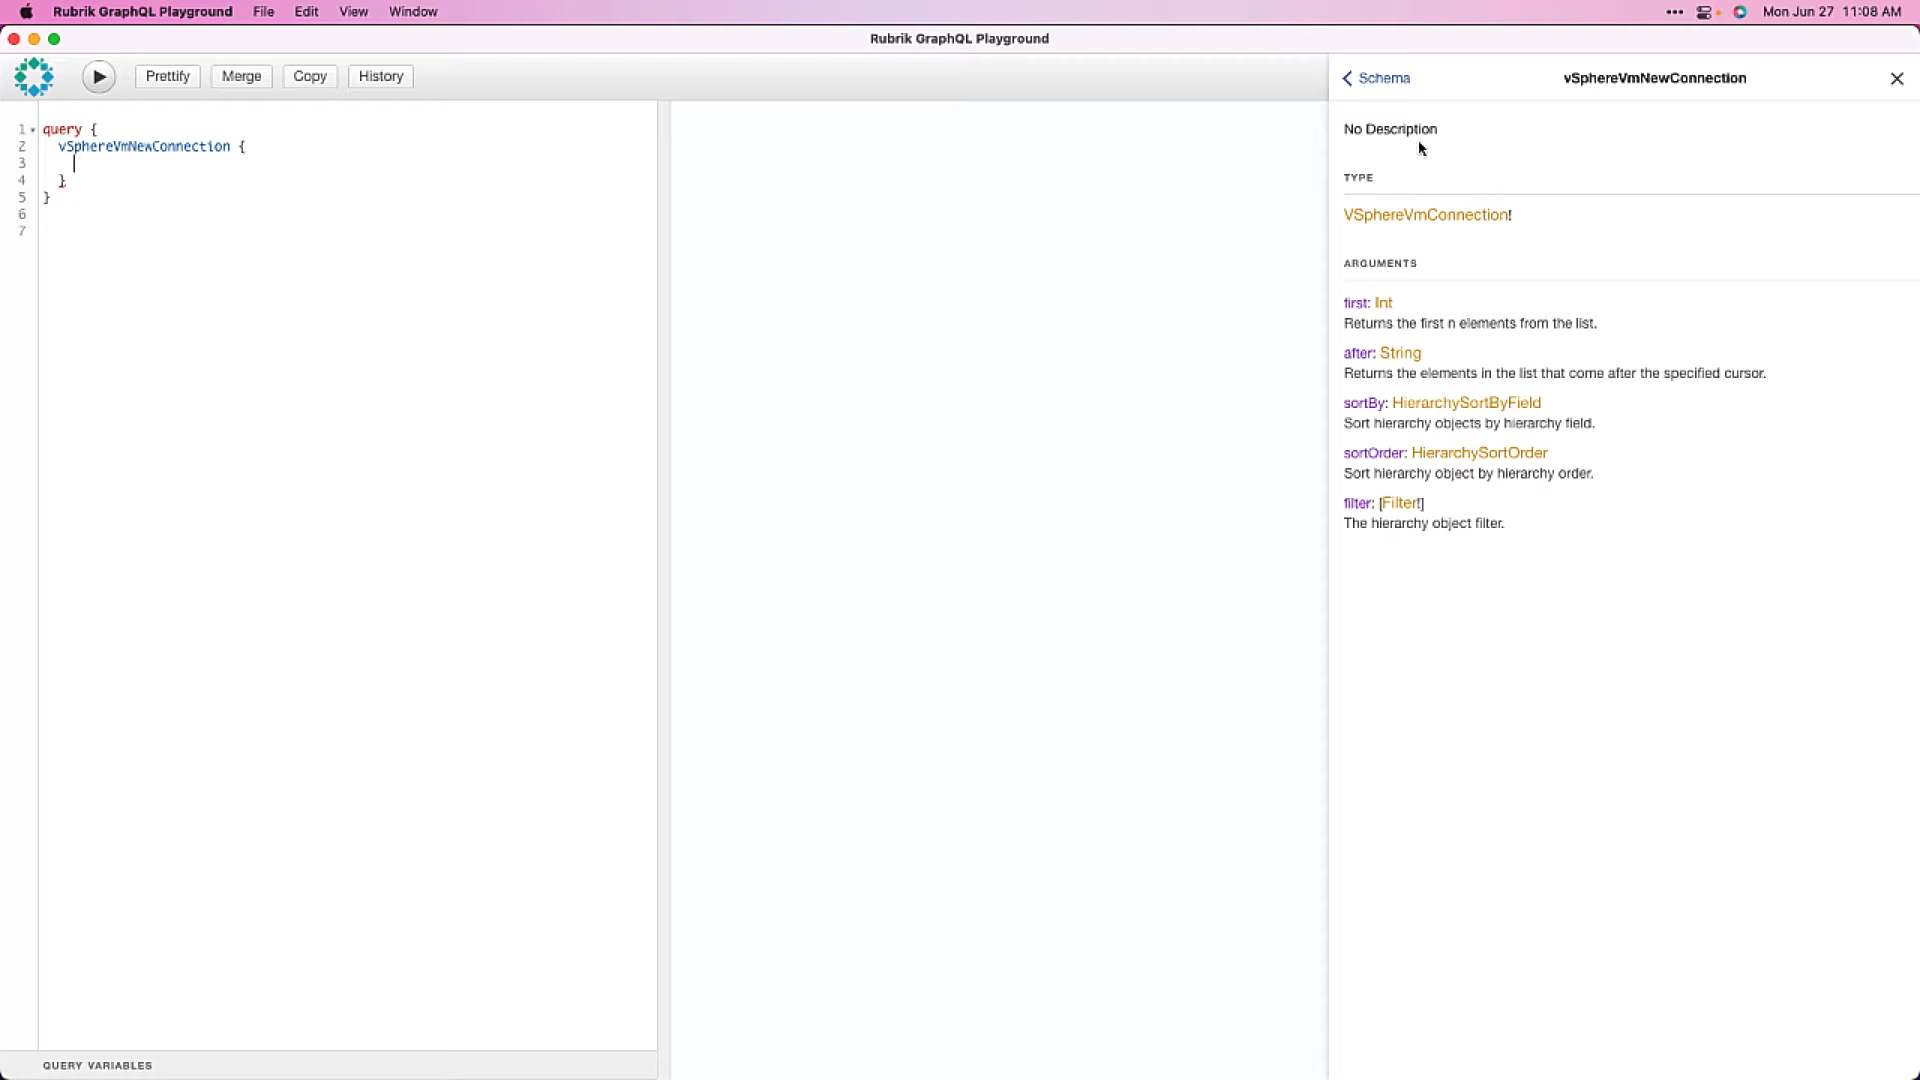 Rubrik GraphQL Playground File Edit View Window ••• Mon Jun 27 11:08 AM
Rubrik GraphQL Playground
Prettify Merge Copy History
Schema vSphereVmNewConnection
1 query {
2 vSphereVmNewConnection {
3
4 }
5 }
6
7
No Description
TYPE
VSphereVmConnection!
ARGUMENTS
first: Int
Returns the first n elements from the list.
after: String
Returns the elements in the list that come after the specified cursor.
sortBy: HierarchySortByField
Sort hierarchy objects by hierarchy field.
sortOrder: HierarchySortOrder
Sort hierarchy object by hierarchy order.
filter: [Filter!]
The hierarchy object filter.
QUERY VARIABLES